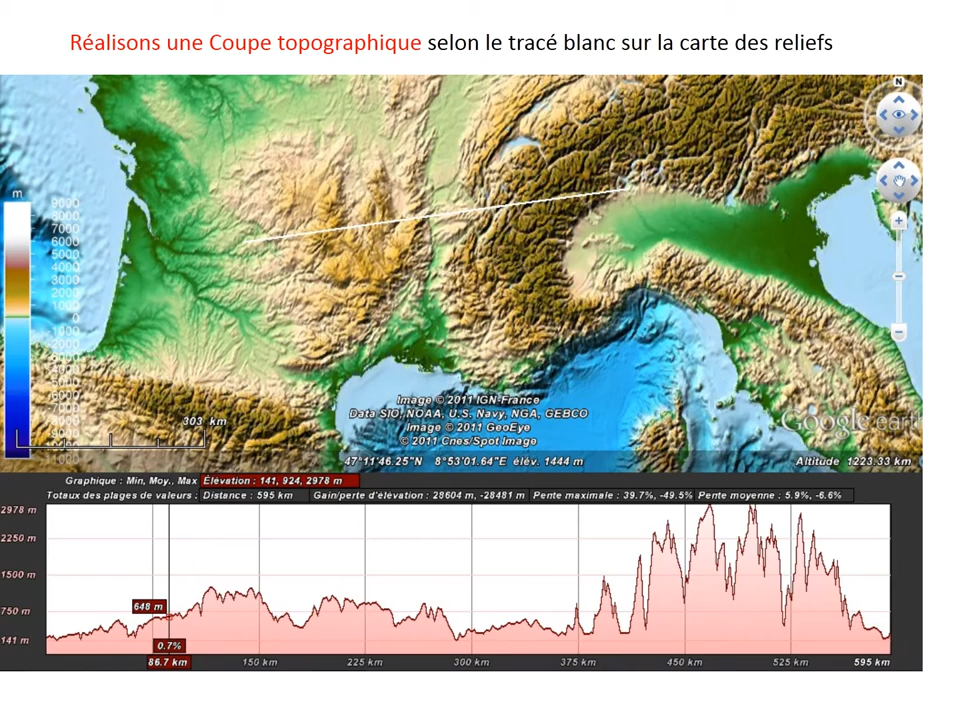 Réalisons une Coupe topographique selon le tracé blanc sur la carte des reliefs
N
m
9000
8000
7000
6000
5000
4000
3000
2000
1000
0
-1000
303 km
Image © 2011 IGN-France
Data SIO, NOAA, U.S. Navy, NGA, GEBCO
Image © 2011 GeoEye
© 2011 Cnes/Spot Image
Google earth
47°11'46.25"N 8°53'01.64"E élév. 1444 m
Altitude 1223.33 km
Graphique : Min, Moy., Max Élévation : 141, 924, 2978 m
Totaux des plages de valeurs : Distance : 595 km Gain/perte d'élévation : 28604 m, -28481 m Pente maximale : 39.7%, -49.5% Pente moyenne : 5.9%, -6.6%
2978 m
2250 m
1500 m
750 m
141 m
648 m
0.7%
86.7 km 150 km 225 km 300 km 375 km 450 km 525 km 595 km